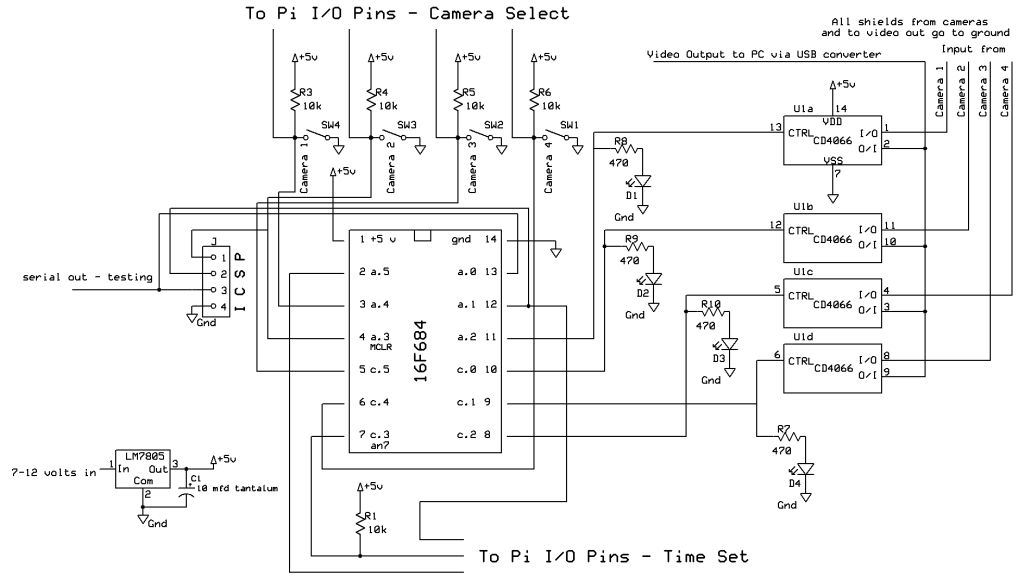 To Pi I/O Pins - Camera Select
All shields from cameras
and to video out go to ground
Input from
Video Output to PC via USB converter
Camera 1
Camera 2
Camera 3
Camera 4
+5v
+5v
+5v
+5v
R3
10k
R4
10k
R5
10k
R6
10k
SW4
SW3
SW2
SW1
Camera 1
Camera 2
Camera 3
Camera 4
+5v
+5v
U1a
14
VDD
13
CTRL
CD4066
I/O
1
O/I
2
VSS
7
R8
470
D1
Gnd
U1b
12
CTRL
CD4066
I/O
11
O/I
10
R9
470
D2
Gnd
U1c
5
CTRL
CD4066
I/O
4
O/I
3
R10
470
D3
Gnd
U1d
6
CTRL
CD4066
I/O
8
O/I
9
R7
470
D4
Gnd
J
1
2
3
4
ICSP
Gnd
serial out - testing
16F684
1 +5 v
gnd 14
2 a.5
a.0 13
3 a.4
a.1 12
4 a.3
MCLR
a.2 11
5 c.5
c.0 10
6 c.4
c.1 9
7 c.3
an7
c.2 8
7-12 volts in
1
LM7805
In
Out
Com
3
2
+5v
C1
+
10 mfd tantalum
Gnd
+5v
R1
10k
To Pi I/O Pins - Time Set